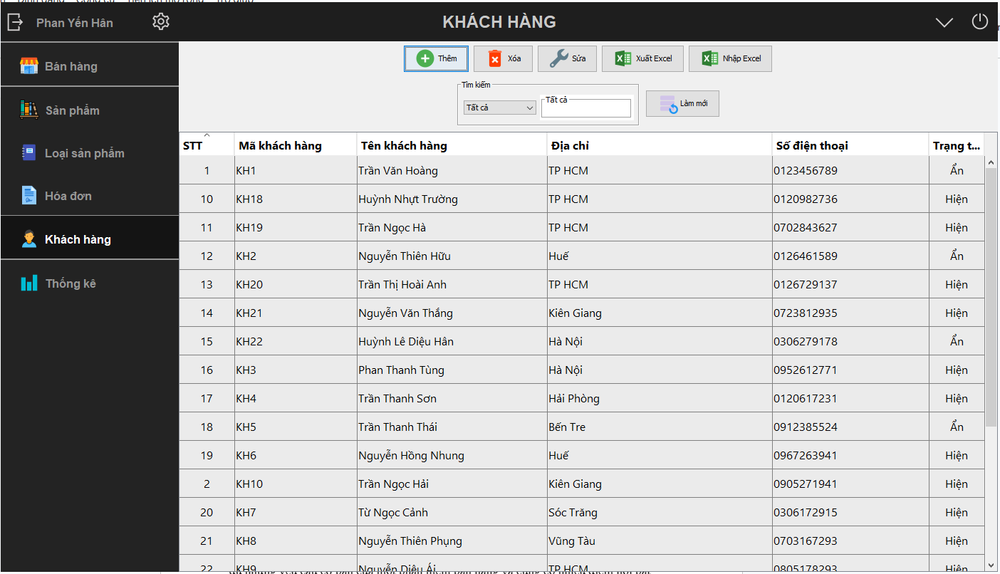 Phan Yến Hân KHÁCH HÀNG
Bán hàng
Sản phẩm
Loại sản phẩm
Hóa đơn
Khách hàng
Thống kê
Thêm Xóa Sửa Xuất Excel Nhập Excel
Tìm kiếm
Tất cả Tất cả Làm mới
STT Mã khách hàng Tên khách hàng Địa chỉ Số điện thoại Trạng t...
1 KH1 Trần Văn Hoàng TP HCM 0123456789 Ẩn
10 KH18 Huỳnh Nhựt Trường TP HCM 0120982736 Hiện
11 KH19 Trần Ngọc Hà TP HCM 0702843627 Hiện
12 KH2 Nguyễn Thiên Hữu Huế 0126461589 Ẩn
13 KH20 Trần Thị Hoài Anh TP HCM 0126729137 Hiện
14 KH21 Nguyễn Văn Thắng Kiên Giang 0723812935 Hiện
15 KH22 Huỳnh Lê Diệu Hân Hà Nội 0306279178 Ẩn
16 KH3 Phan Thanh Tùng Hà Nội 0952612771 Hiện
17 KH4 Trần Thanh Sơn Hải Phòng 0120617231 Hiện
18 KH5 Trần Thanh Thái Bến Tre 0912385524 Ẩn
19 KH6 Nguyễn Hồng Nhung Huế 0967263941 Hiện
2 KH10 Trần Ngọc Hải Kiên Giang 0905271941 Hiện
20 KH7 Từ Ngọc Cảnh Sóc Trăng 0306172915 Hiện
21 KH8 Nguyễn Thiên Phụng Vũng Tàu 0703167293 Hiện
22 KH9 Nguyễn Diệu Ái TP HCM 0805178293 Hiện